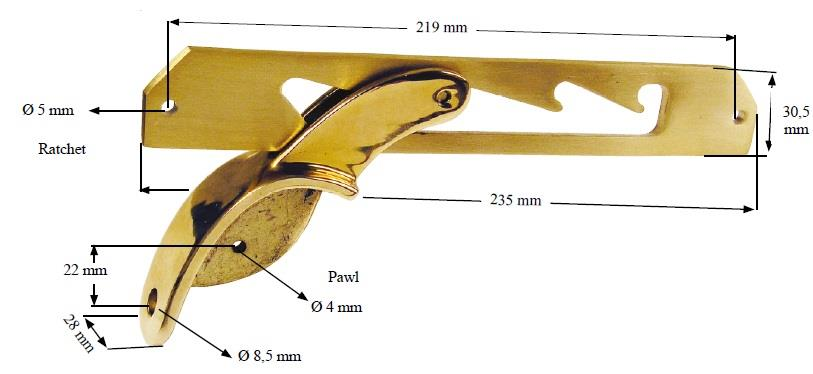 219 mm
Ø 5 mm
30,5
mm
Ratchet
235 mm
22 mm
Pawl
Ø 4 mm
28 mm
Ø 8,5 mm